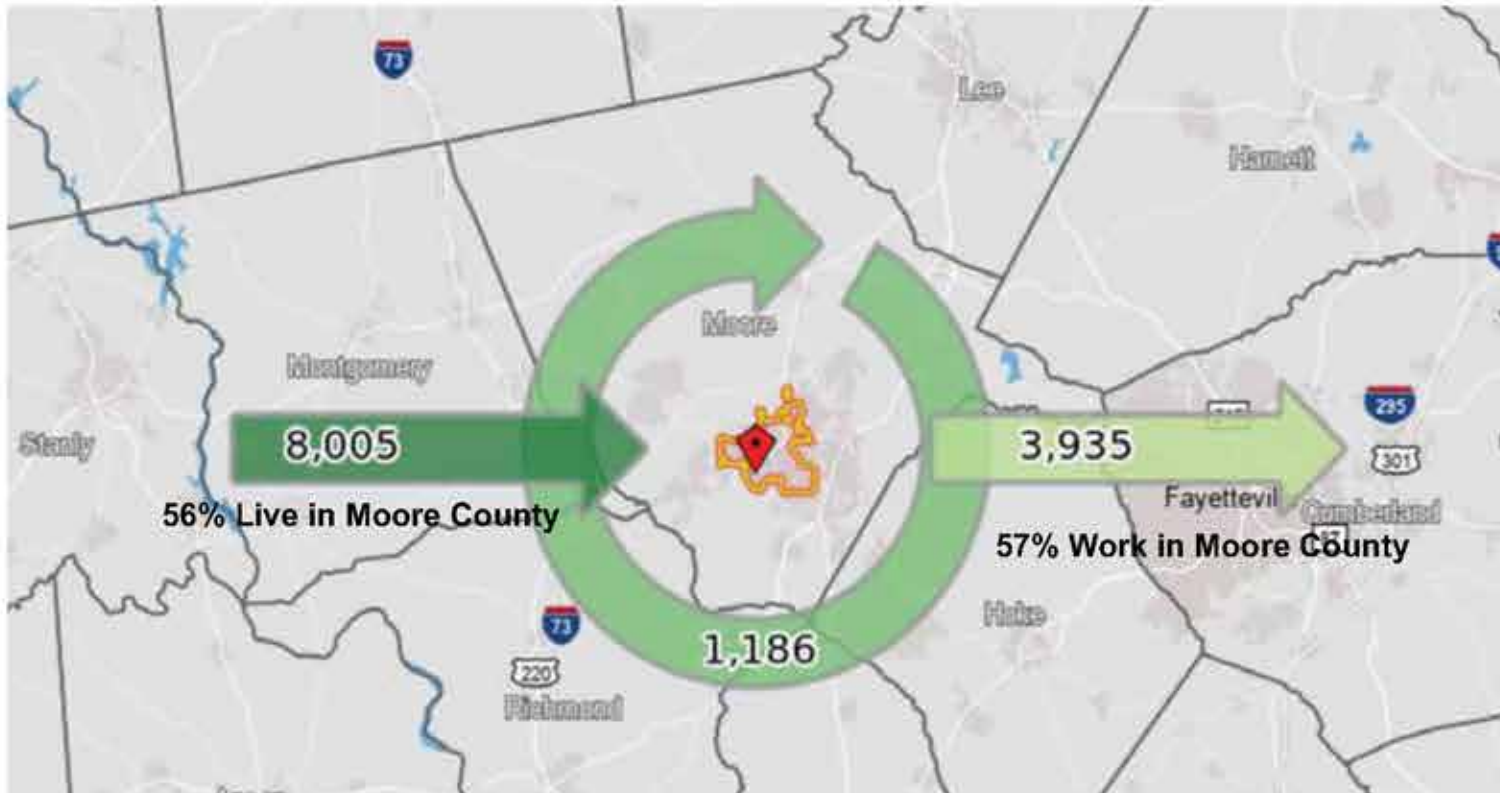 73
Lee
Harnett
Moore
Montgomery
Stanly
8,005
3,935
295
301
Fayettevil
Cumberland
56% Live in Moore County
57% Work in Moore County
Hoke
73
1,186
220
Richmond